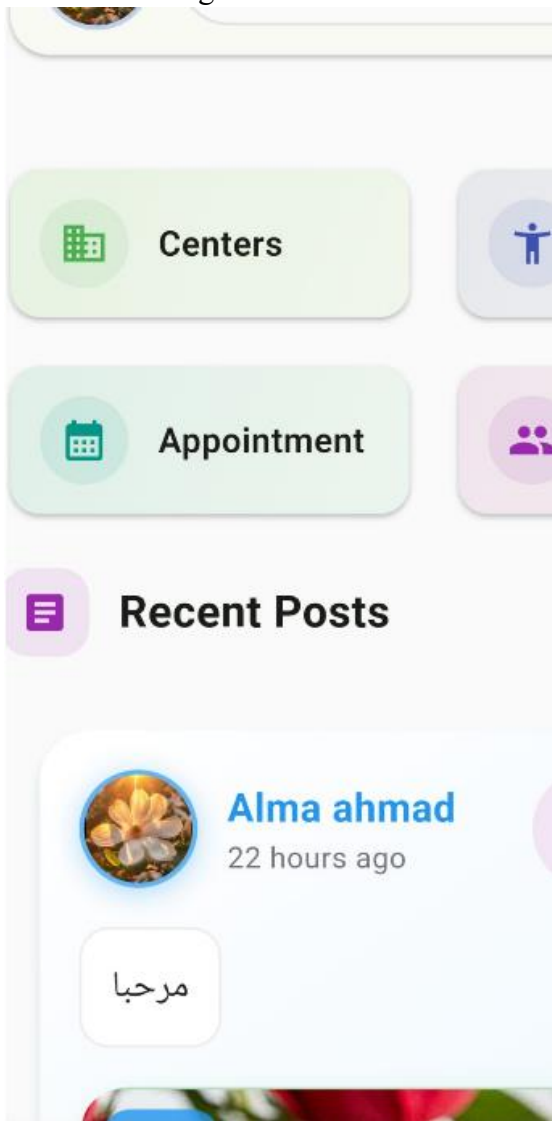 Centers
Appointment
Recent Posts
Alma ahmad
22 hours ago
مرحبا